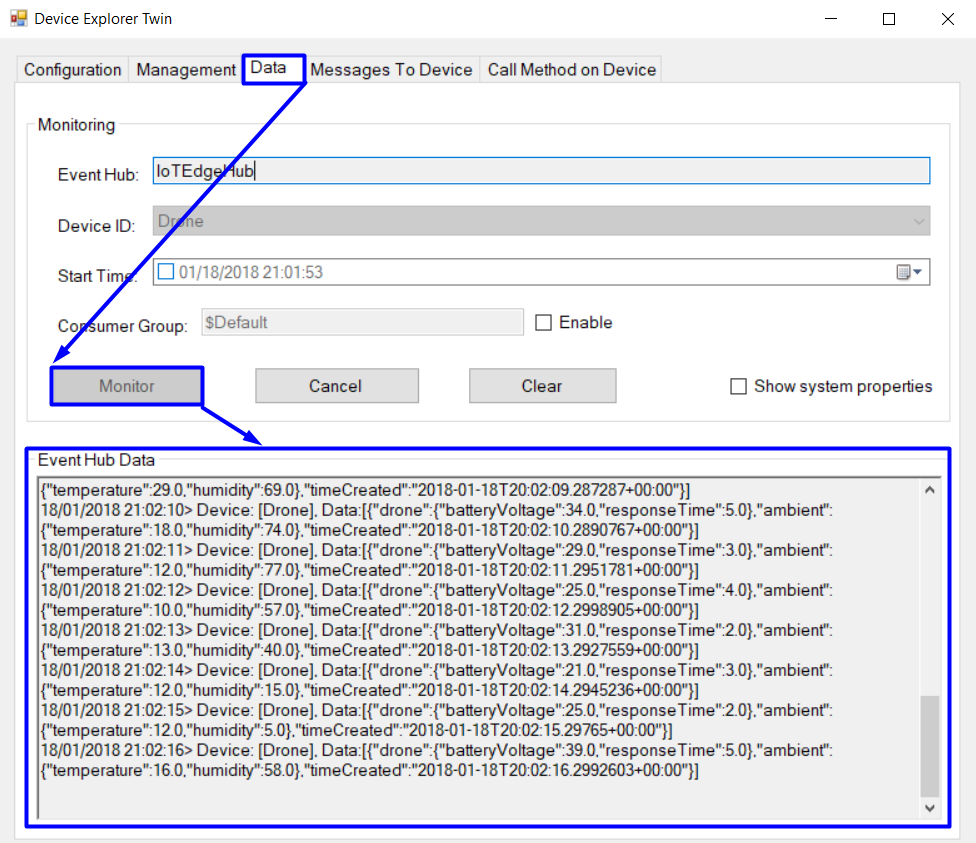 Device Explorer Twin
Configuration Management Data Messages To Device Call Method on Device
Monitoring
Event Hub: IoTEdgeHub
Device ID: Drone
Start Time: 01/18/2018 21:01:53
Consumer Group: $Default Enable
Monitor Cancel Clear Show system properties
Event Hub Data
{"temperature":29.0,"humidity":69.0},"timeCreated":"2018-01-18T20:02:09.287287+00:00"}]
18/01/2018 21:02:10> Device: [Drone], Data:[{"drone":{"batteryVoltage":34.0,"responseTime":5.0},"ambient":
{"temperature":18.0,"humidity":74.0},"timeCreated":"2018-01-18T20:02:10.2890767+00:00"}]
18/01/2018 21:02:11> Device: [Drone], Data:[{"drone":{"batteryVoltage":29.0,"responseTime":3.0},"ambient":
{"temperature":12.0,"humidity":77.0},"timeCreated":"2018-01-18T20:02:11.2951781+00:00"}]
18/01/2018 21:02:12> Device: [Drone], Data:[{"drone":{"batteryVoltage":25.0,"responseTime":4.0},"ambient":
{"temperature":10.0,"humidity":57.0},"timeCreated":"2018-01-18T20:02:12.2998905+00:00"}]
18/01/2018 21:02:13> Device: [Drone], Data:[{"drone":{"batteryVoltage":31.0,"responseTime":2.0},"ambient":
{"temperature":13.0,"humidity":40.0},"timeCreated":"2018-01-18T20:02:13.2927559+00:00"}]
18/01/2018 21:02:14> Device: [Drone], Data:[{"drone":{"batteryVoltage":21.0,"responseTime":3.0},"ambient":
{"temperature":12.0,"humidity":15.0},"timeCreated":"2018-01-18T20:02:14.2945236+00:00"}]
18/01/2018 21:02:15> Device: [Drone], Data:[{"drone":{"batteryVoltage":25.0,"responseTime":2.0},"ambient":
{"temperature":12.0,"humidity":5.0},"timeCreated":"2018-01-18T20:02:15.29765+00:00"}]
18/01/2018 21:02:16> Device: [Drone], Data:[{"drone":{"batteryVoltage":39.0,"responseTime":5.0},"ambient":
{"temperature":16.0,"humidity":58.0},"timeCreated":"2018-01-18T20:02:16.2992603+00:00"}]